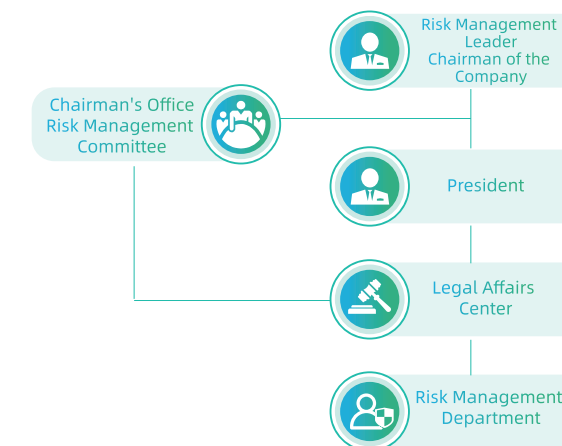 Risk Management
Leader
Chairman of the
Company
Chairman's Office
Risk Management
Committee
President
Legal Affairs
Center
Risk Management
Department